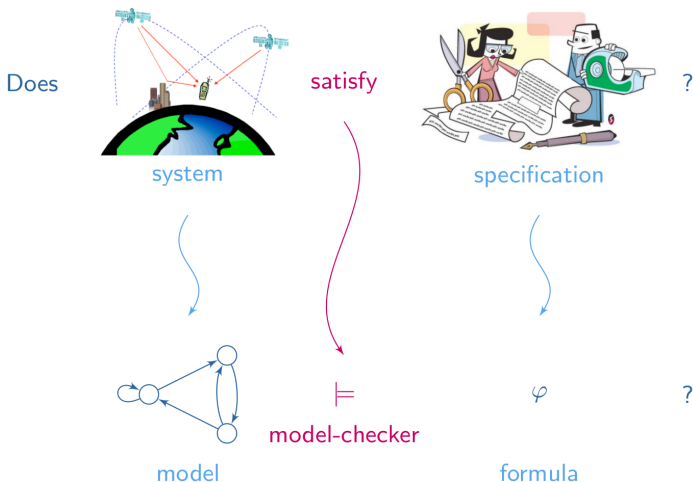 Does satisfy ?
system specification
⊨ φ ?
model-checker
model formula